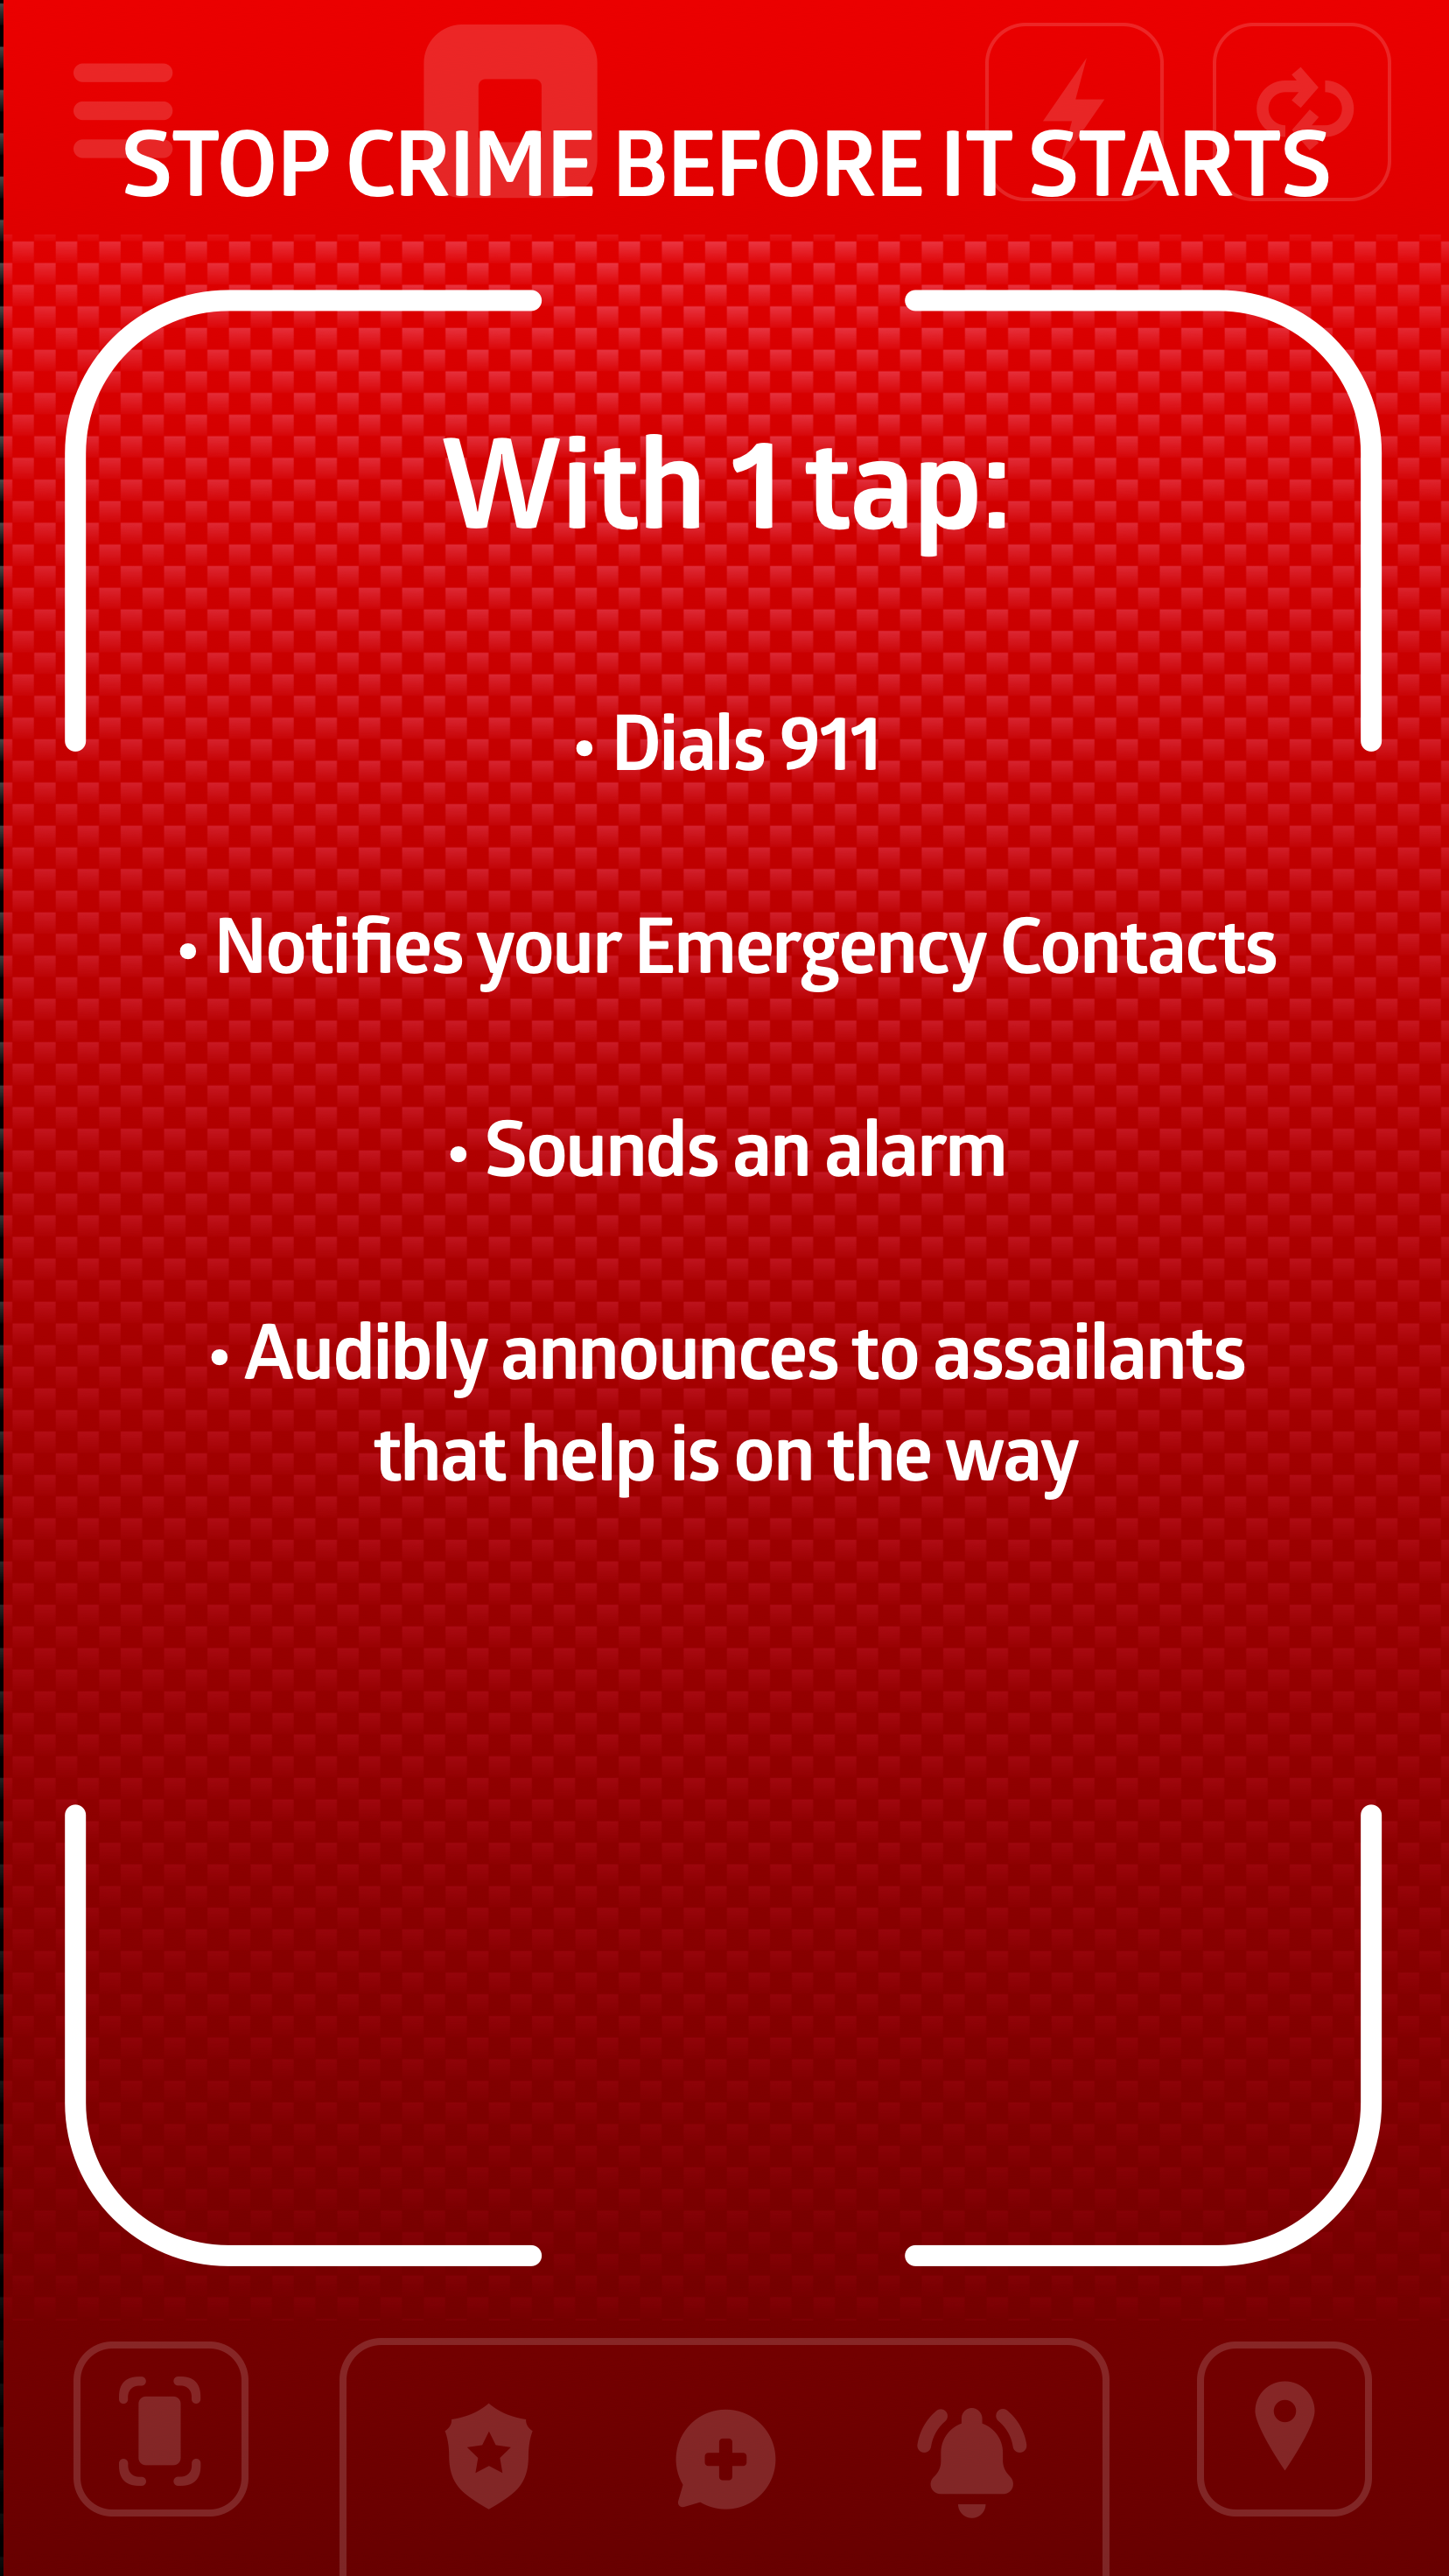 STOP CRIME BEFORE IT STARTS
With 1 tap:
• Dials 911
• Notifies your Emergency Contacts
• Sounds an alarm
• Audibly announces to assailants
that help is on the way